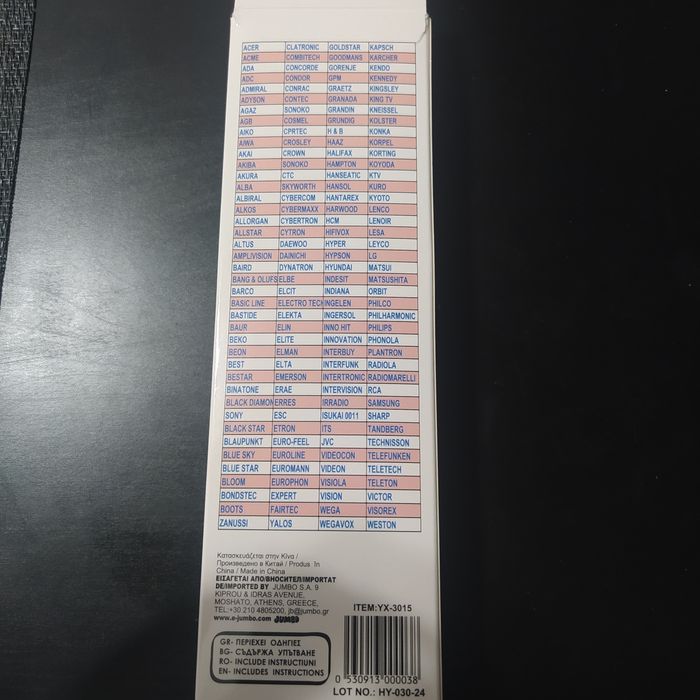 ACER CLATRONIC GOLDSTAR KAPSCH
ACME COMBITECH GOODMANS KARCHER
ADA CONCORDE GORENJE KENDO
ADC CONDOR GPM KENNEDY
ADMIRAL CONRAC GRAETZ KINGSLEY
ADYSON CONTEC GRANADA KING TV
AGAZ SONOKO GRANDIN KNEISSEL
AGB COSMEL GRUNDIG KOLSTER
AIKO CPRTEC H & B KONKA
AIWA CROSLEY HAAZ KORPEL
AKAI CROWN HALIFAX KORTING
AKIBA SONOKO HAMPTON KOYODA
AKURA CTC HANSEATIC KTV
ALBA SKYWORTH HANSOL KURO
ALBIRAL CYBERCOM HANTAREX KYOTO
ALKOS CYBERMAXX HARWOOD LENCO
ALLORGAN CYBERTRON HCM LENOIR
ALLSTAR CYTRON HIFIVOX LESA
ALTUS DAEWOO HYPER LEYCO
AMPLIVISION DAINICHI HYPSON LG
BAIRD DYNATRON HYUNDAI MATSUI
BANG & OLUFS ELBE INDESIT MATSUSHITA
BARCO ELCIT INDIANA ORBIT
BASIC LINE ELECTRO TECH INGELEN PHILCO
BASTIDE ELEKTA INGERSOL PHILHARMONIC
BAUR ELIN INNO HIT PHILIPS
BEKO ELITE INNOVATION PHONOLA
BEON ELMAN INTERBUY PLANTRON
BEST ELTA INTERFUNK RADIOLA
BESTAR EMERSON INTERTRONIC RADIOMARELLI
BINATONE ERAE INTERVISION RCA
BLACK DIAMON ERRES IRRADIO SAMSUNG
SONY ESC ISUKAI 0011 SHARP
BLACK STAR ETRON ITS TANDBERG
BLAUPUNKT EURO-FEEL JVC TECHNISSON
BLUE SKY EUROLINE VIDEOCON TELEFUNKEN
BLUE STAR EUROMANN VIDEON TELETECH
BLOOM EUROPHON VISIOLA TELETON
BONDSTEC EXPERT VISION VICTOR
BOOTS FAIRTEC WEGA VISOREX
ZANUSSI YALOS WEGAVOX WESTON
Κατασκευάζεται στην Κίνα /
Произведено в Китай / Produs In
China / Made in China
ΕΙΣΑΓΕΤΑΙ ΑΠΟ/ВНОСИТЕЛ/IMPORTAT
DE/IMPORTED BY JUMBO S.A. 9
KIPROU & IDRAS AVENUE,
MOSHATO, ATHENS, GREECE,
TEL:+30 210 4805200, jb@jumbo.gr
www.e-jumbo.com JUMBO
ITEM:YX-3015
GR- ΠΕΡΙΕΧΕΙ ΟΔΗΓΙΕΣ
BG- СЪДЪРЖА УПЪТВАНЕ
RO- INCLUDE INSTRUCTIUNI
EN- INCLUDES INSTRUCTIONS
0 530913 000038
LOT NO.: HY-030-24